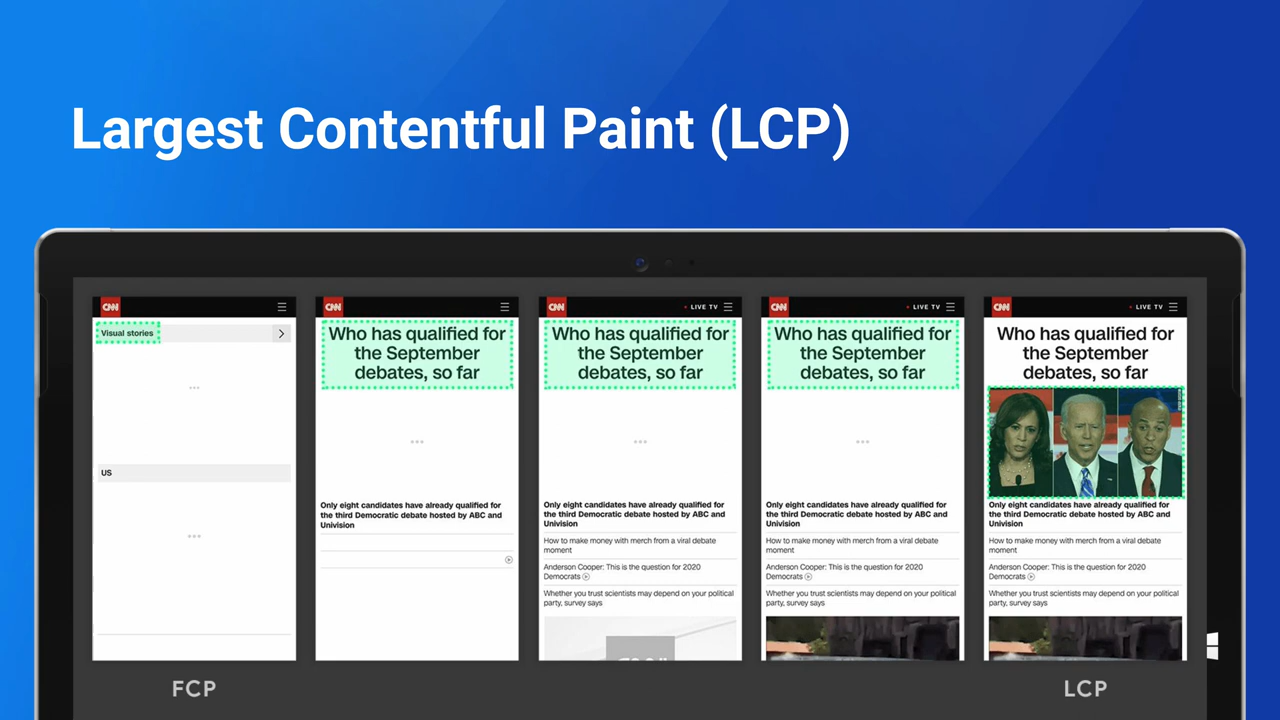 Largest Contentful Paint (LCP)
CNN
Visual stories
US
CNN
Who has qualified for
the September
debates, so far
Only eight candidates have already qualified for
the third Democratic debate hosted by ABC and
Univision
CNN
LIVE TV
Who has qualified for
the September
debates, so far
Only eight candidates have already qualified for
the third Democratic debate hosted by ABC and
Univision
How to make money with merch from a viral debate
moment
Anderson Cooper: This is the question for 2020
Democrats
Whether you trust scientists may depend on your political
party, survey says
CNN
LIVE TV
Who has qualified for
the September
debates, so far
Only eight candidates have already qualified for
the third Democratic debate hosted by ABC and
Univision
How to make money with merch from a viral debate
moment
Anderson Cooper: This is the question for 2020
Democrats
Whether you trust scientists may depend on your political
party, survey says
CNN
LIVE TV
Who has qualified for
the September
debates, so far
Only eight candidates have already qualified for
the third Democratic debate hosted by ABC and
Univision
How to make money with merch from a viral debate
moment
Anderson Cooper: This is the question for 2020
Democrats
Whether you trust scientists may depend on your political
party, survey says
FCP
LCP